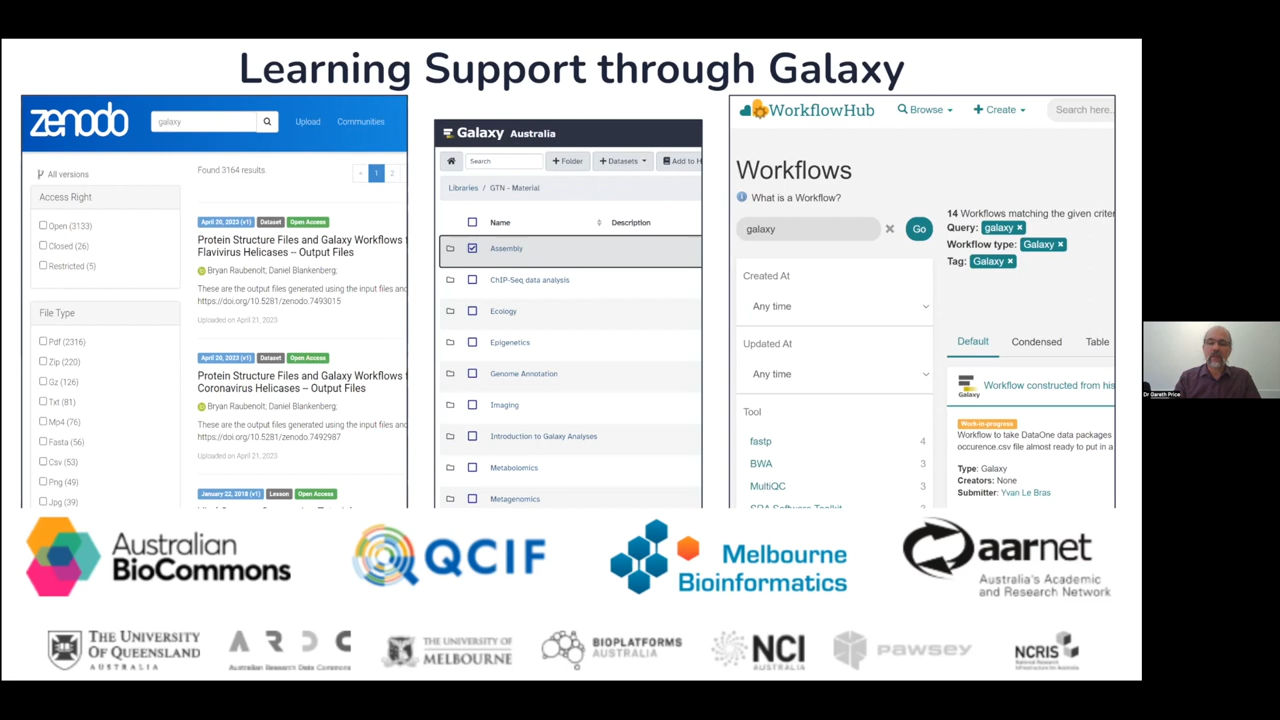 Learning Support through Galaxy
zenodo
galaxy
Upload
Communities
All versions
Found 3164 results.
« 1 2
Access Right
Open (3133)
Closed (26)
Restricted (5)
File Type
Pdf (2316)
Zip (220)
Gz (126)
Txt (81)
Mp4 (76)
Fasta (56)
Csv (53)
Png (49)
Jpg (39)
April 20, 2023 (v1) Dataset Open Access
Protein Structure Files and Galaxy Workflows
Flavivirus Helicases -- Output Files
Bryan Raubenolt; Daniel Blankenberg;
These are the output files generated using the input files and
https://doi.org/10.5281/zenodo.7493015
Uploaded on April 21, 2023
April 20, 2023 (v1) Dataset Open Access
Protein Structure Files and Galaxy Workflows
Coronavirus Helicases -- Output Files
Bryan Raubenolt; Daniel Blankenberg;
These are the output files generated using the input files and
https://doi.org/10.5281/zenodo.7492987
Uploaded on April 21, 2023
January 22, 2018 (v1) Lesson Open Access
Galaxy Australia
Search
+ Folder
+ Datasets
Add to H
Libraries / GTN - Material
Name
Description
Assembly
ChIP-Seq data analysis
Ecology
Epigenetics
Genome Annotation
Imaging
Introduction to Galaxy Analyses
Metabolomics
Metagenomics
WorkflowHub
Browse
+ Create
Search here..
Workflows
What is a Workflow?
galaxy
Go
14 Workflows matching the given criter
Query: galaxy ×
Workflow type: Galaxy ×
Tag: Galaxy ×
Created At
Any time
Updated At
Any time
Tool
fastp 4
BWA 3
MultiQC 3
Default
Condensed
Table
Galaxy
Workflow constructed from his
Work-in-progress
Workflow to take DataOne data packages
occurence.csv file almost ready to put in a
Type: Galaxy
Creators: None
Submitter: Yvan Le Bras
Australian
BioCommons
QCIF
Melbourne
Bioinformatics
aarnet
Australia's Academic
and Research Network
THE UNIVERSITY
OF QUEENSLAND
AUSTRALIA
ARDC
Australian Research Data Commons
THE UNIVERSITY OF
MELBOURNE
BIOPLATFORMS
AUSTRALIA
NCI
AUSTRALIA
PAWSEY
NCRIS
National Research
Infrastructure for Australia
Dr Gareth Price